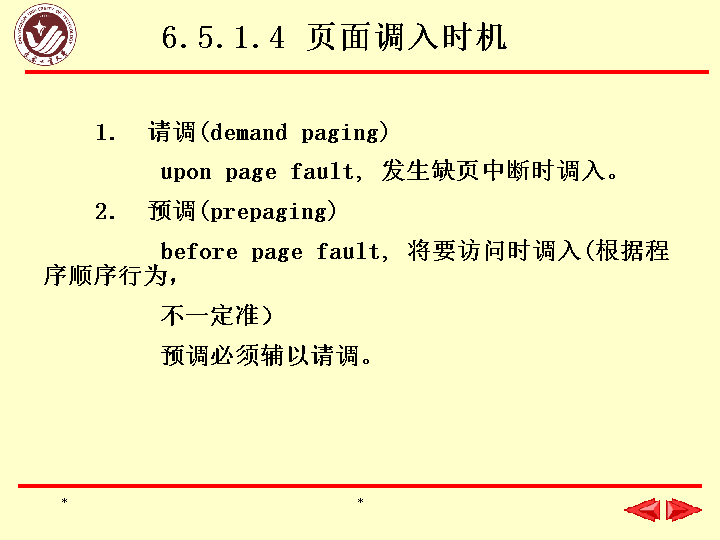 6.5.1.4 页面调入时机
1. 请调(demand paging)
upon page fault, 发生缺页中断时调入。
2. 预调(prepaging)
before page fault, 将要访问时调入(根据程
序顺序行为，
不一定准）
预调必须辅以请调。
* *